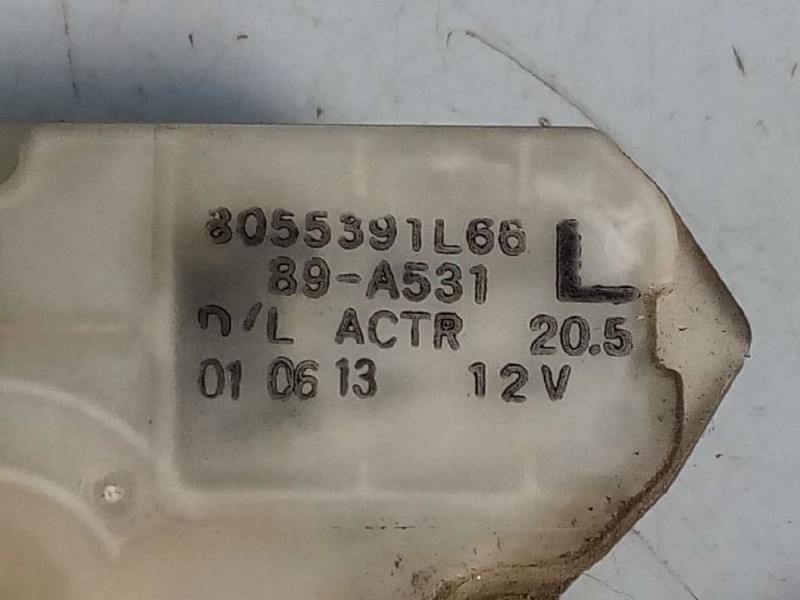 8055391L66 L
89-A531
D/L ACTR 20.5
01 06 13 12V